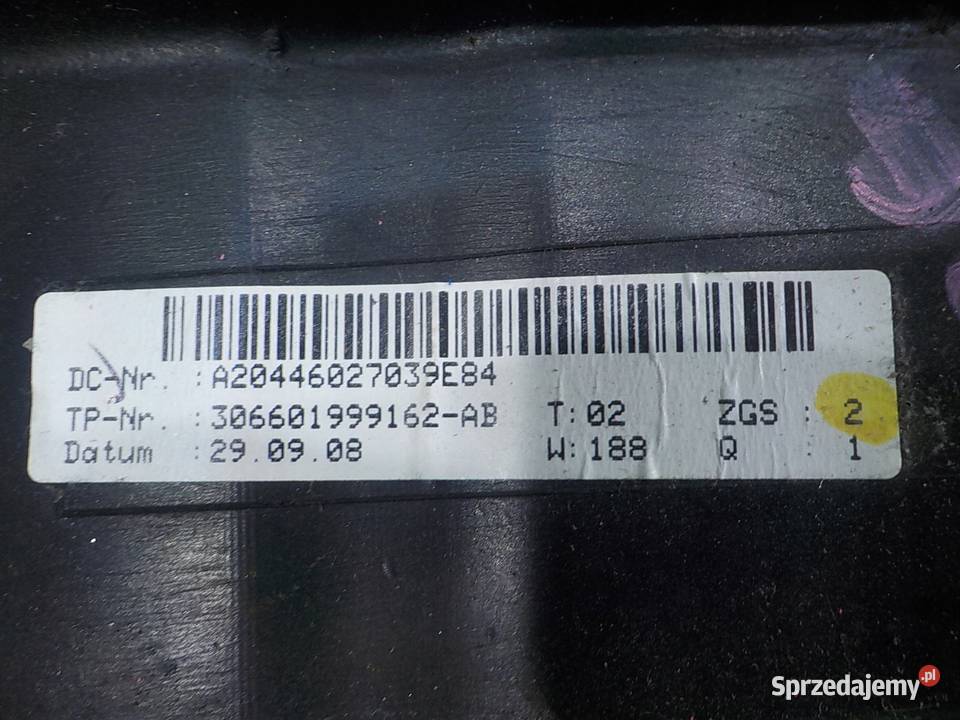 DC-Nr. :A20446027039E84
TP-Nr. :306601999162-AB T:02 ZGS : 2
Datum :29.09.08 W:188 Q : 1
Sprzedajemy.pl